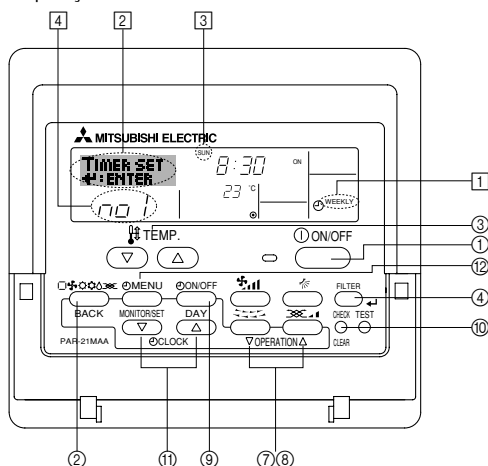 4 2 3
MITSUBISHI ELECTRIC
TIMER SET
↵:ENTER
SUN
8:30 ON
23 °C
no 1
WEEKLY
1
TEMP.
ON/OFF
③
①
⑫
MENU ON/OFF FILTER
BACK MONITOR/SET DAY CHECK TEST
④
⑩
PAR-21MAA CLOCK OPERATION CLEAR
② ⑪ ⑨ ⑦⑧